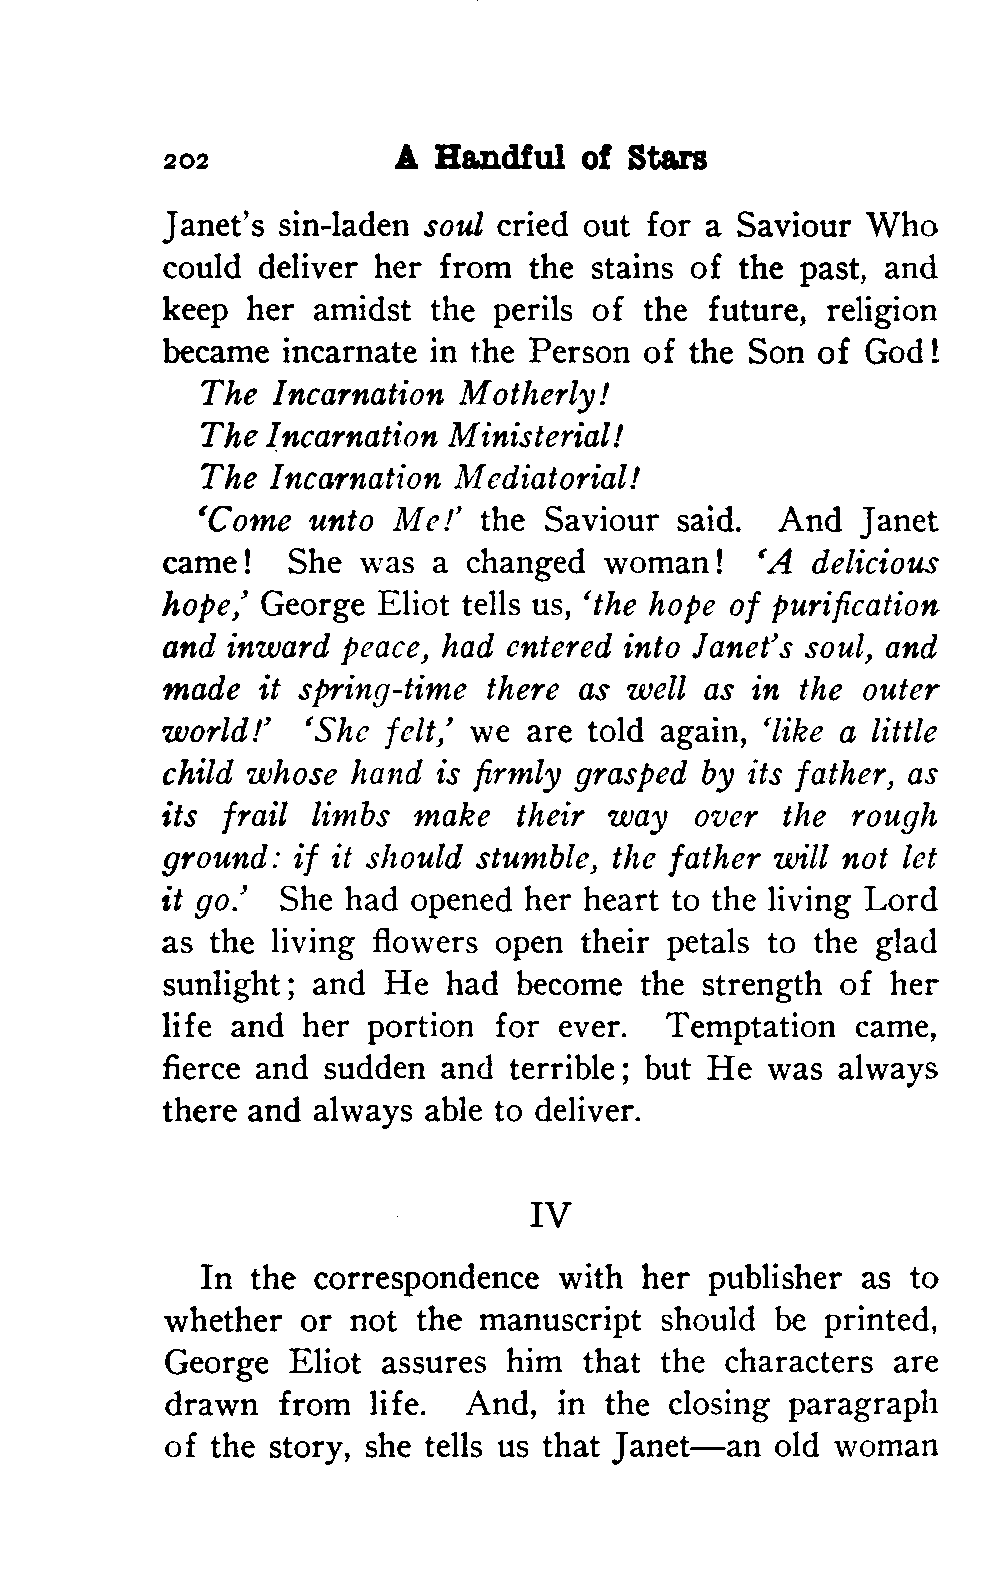 202 A Handful of Stars
Janet's sin-laden soul cried out for a Saviour Who
could deliver her from the stains of the past, and
keep her amidst the perils of the future, religion
became incarnate in the Person of the Son of God!
The Incarnation Motherly!
The Incarnation Ministerial!
The Incarnation Mediatorial!
'Come unto Me!' the Saviour said. And Janet
came! She was a changed woman! 'A delicious
hope,' George Eliot tells us, 'the hope of purification
and inward peace, had entered into Janet's soul, and
made it spring-time there as well as in the outer
world!' 'She felt,' we are told again, 'like a little
child whose hand is firmly grasped by its father, as
its frail limbs make their way over the rough
ground: if it should stumble, the father will not let
it go.' She had opened her heart to the living Lord
as the living flowers open their petals to the glad
sunlight; and He had become the strength of her
life and her portion for ever. Temptation came,
fierce and sudden and terrible; but He was always
there and always able to deliver.
IV
In the correspondence with her publisher as to
whether or not the manuscript should be printed,
George Eliot assures him that the characters are
drawn from life. And, in the closing paragraph
of the story, she tells us that Janet—an old woman